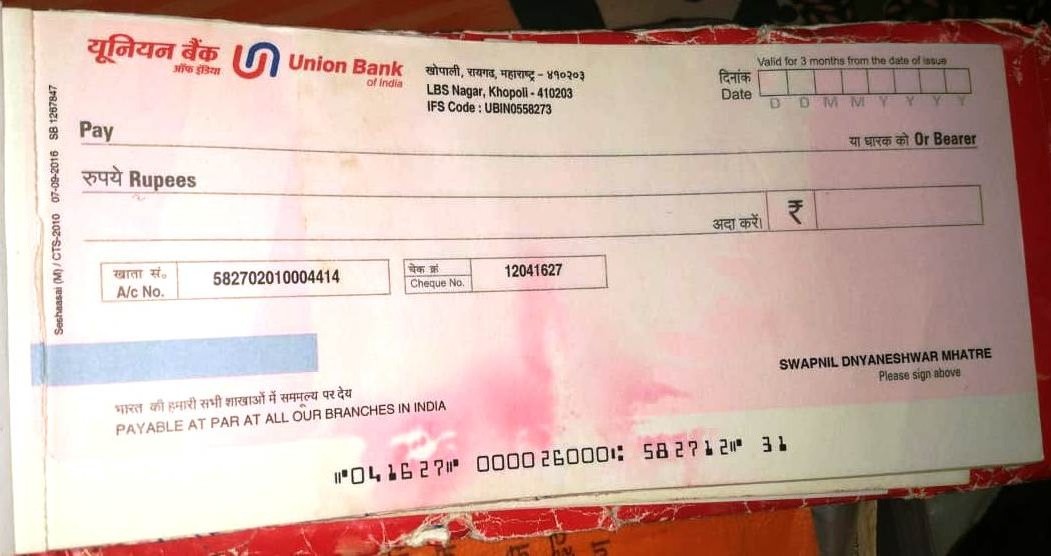 यूनियन बैंक
ऑफ इंडिया
Union Bank
of India
खोपोली, रायगढ, महाराष्ट्र - ४१०२०३
LBS Nagar, Khopoli - 410203
IFS Code : UBIN0558273
Valid for 3 months from the date of issue
दिनांक
Date
D D M M Y Y Y Y
Pay
या धारक को Or Bearer
रुपये Rupees
अदा करें।
₹
खाता सं.
A/c No.
582702010004414
चेक क्रं
Cheque No.
12041627
Seshaasai (M) / CTS-2010 07-09-2016 SB 1267847
SWAPNIL DNYANESHWAR MHATRE
Please sign above
भारत की हमारी सभी शाखाओं में सममूल्य पर देय
PAYABLE AT PAR AT ALL OUR BRANCHES IN INDIA
⑈041627⑈ 000026000⑆ 582712⑈ 31